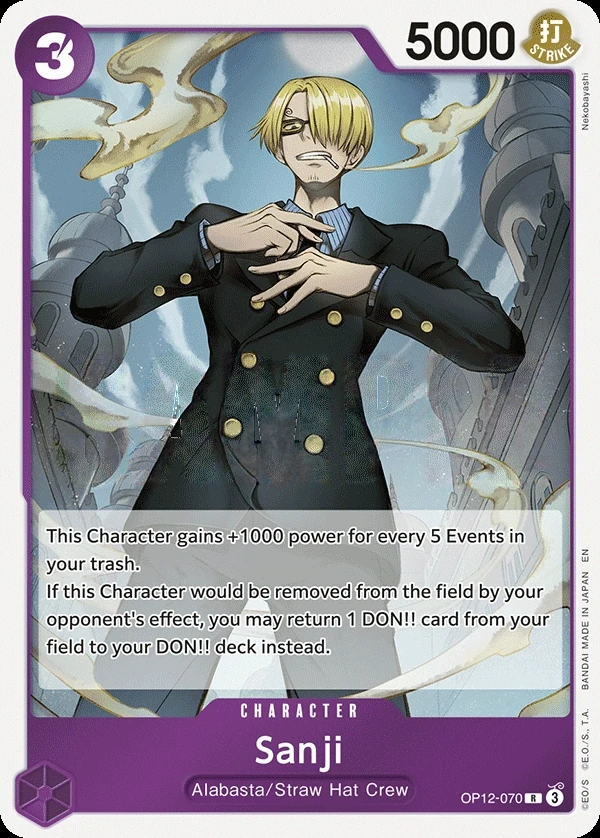 3
5000
打
STRIKE
Nekobayashi
This Character gains +1000 power for every 5 Events in
your trash.
If this Character would be removed from the field by your
opponent's effect, you may return 1 DON!! card from your
field to your DON!! deck instead.
CHARACTER
Sanji
Alabasta/Straw Hat Crew
OP12-070 R 3
©E.O/S ©E.O./S., T.A. BANDAI MADE IN JAPAN EN